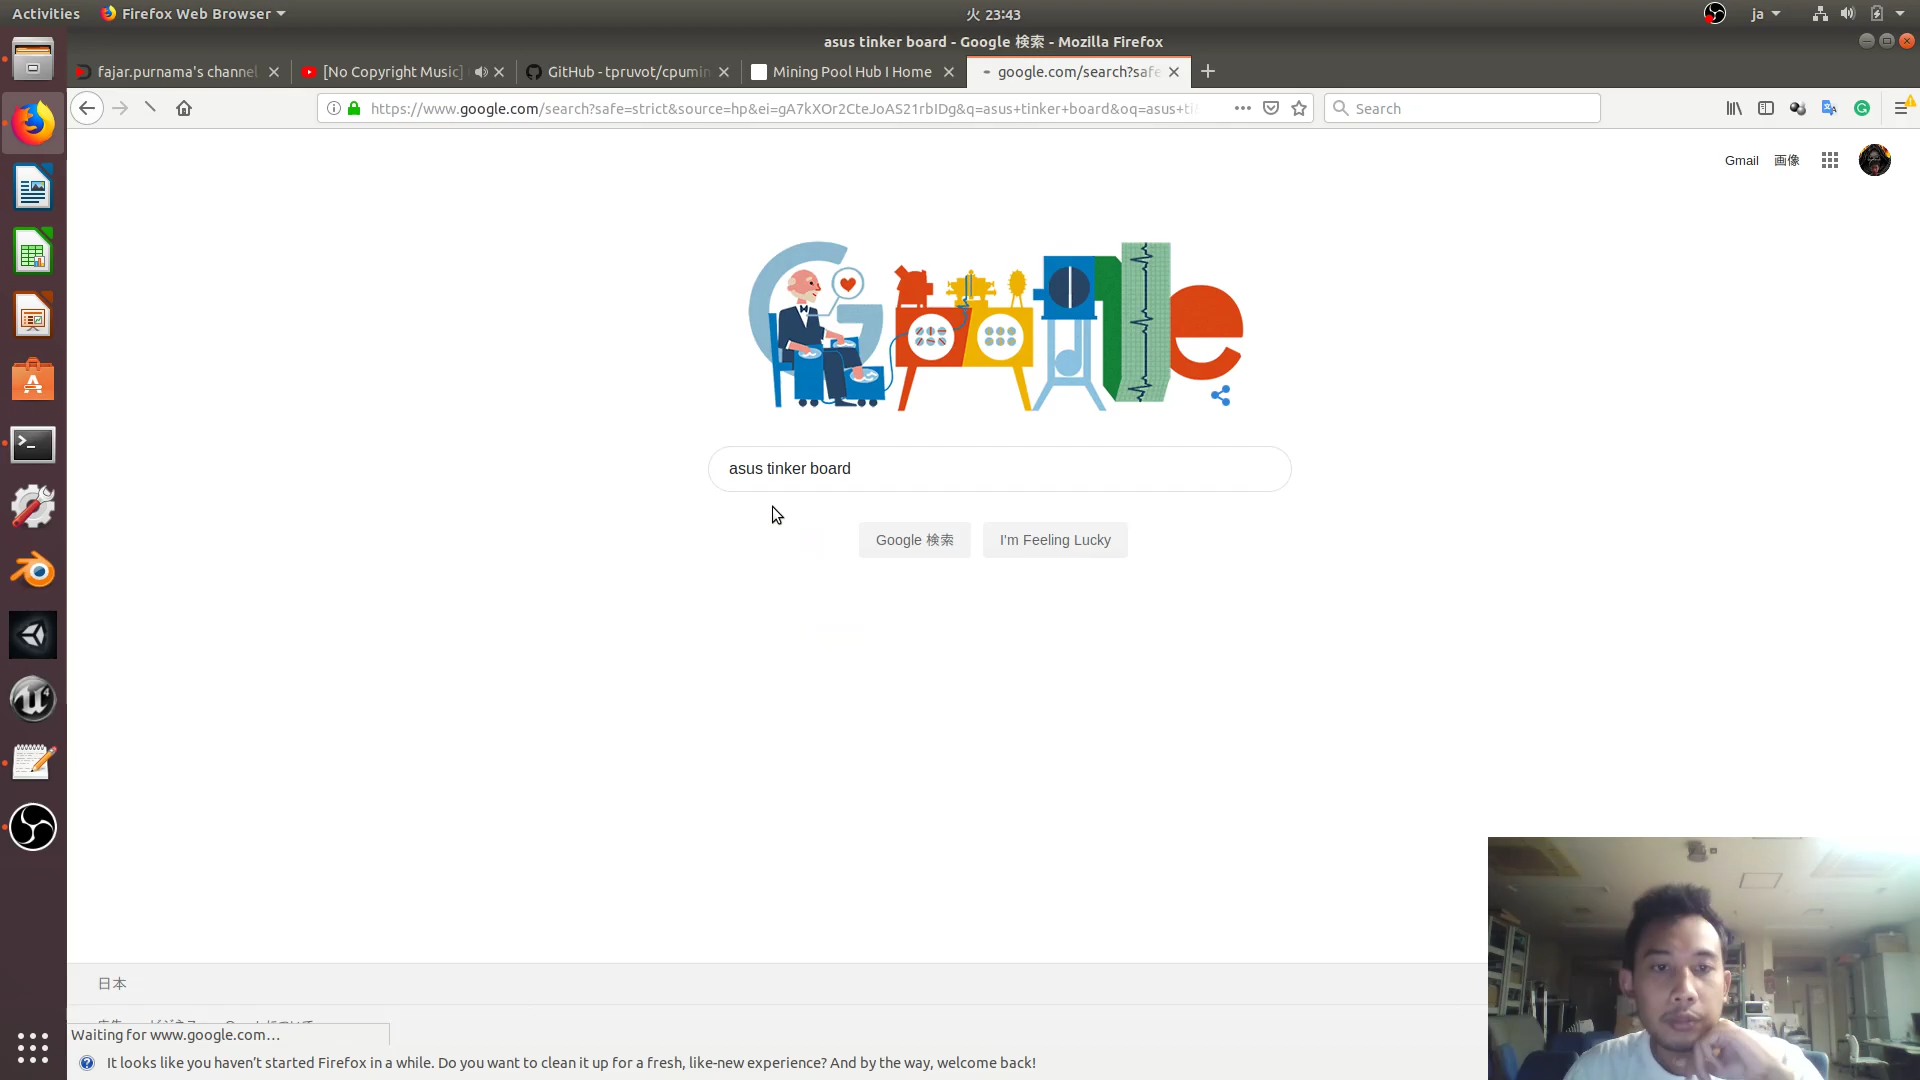 Activities
Firefox Web Browser
火 23:43
ja
asus tinker board - Google 検索 - Mozilla Firefox
fajar.purnama's channel
[No Copyright Music]
GitHub - tpruvot/cpumin
Mining Pool Hub I Home
google.com/search?safe
https://www.google.com/search?safe=strict&source=hp&ei=gA7kXOr2CteJoAS21rbIDg&q=asus+tinker+board&oq=asus+ti
Search
Gmail
画像
asus tinker board
Google 検索
I'm Feeling Lucky
日本
Waiting for www.google.com…
It looks like you haven't started Firefox in a while. Do you want to clean it up for a fresh, like-new experience? And by the way, welcome back!